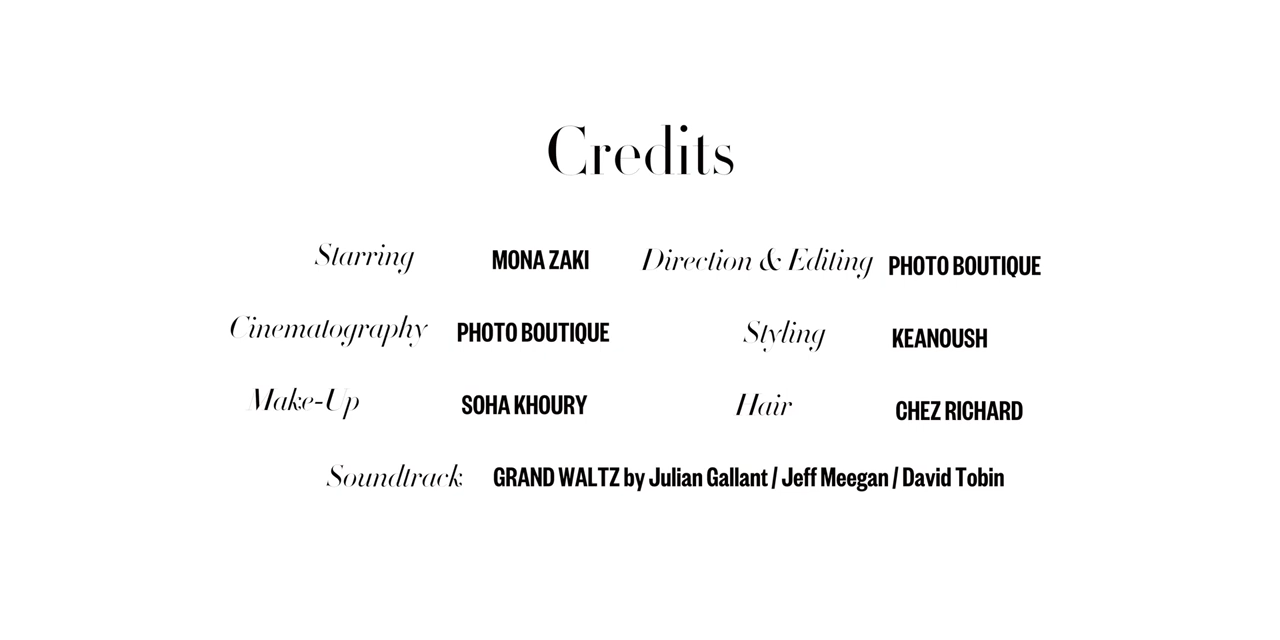 Credits
Starring MONA ZAKI Direction & Editing PHOTO BOUTIQUE
Cinematography PHOTO BOUTIQUE Styling KEANOUSH
Make-Up SOHA KHOURY Hair CHEZ RICHARD
Soundtrack GRAND WALTZ by Julian Gallant / Jeff Meegan / David Tobin